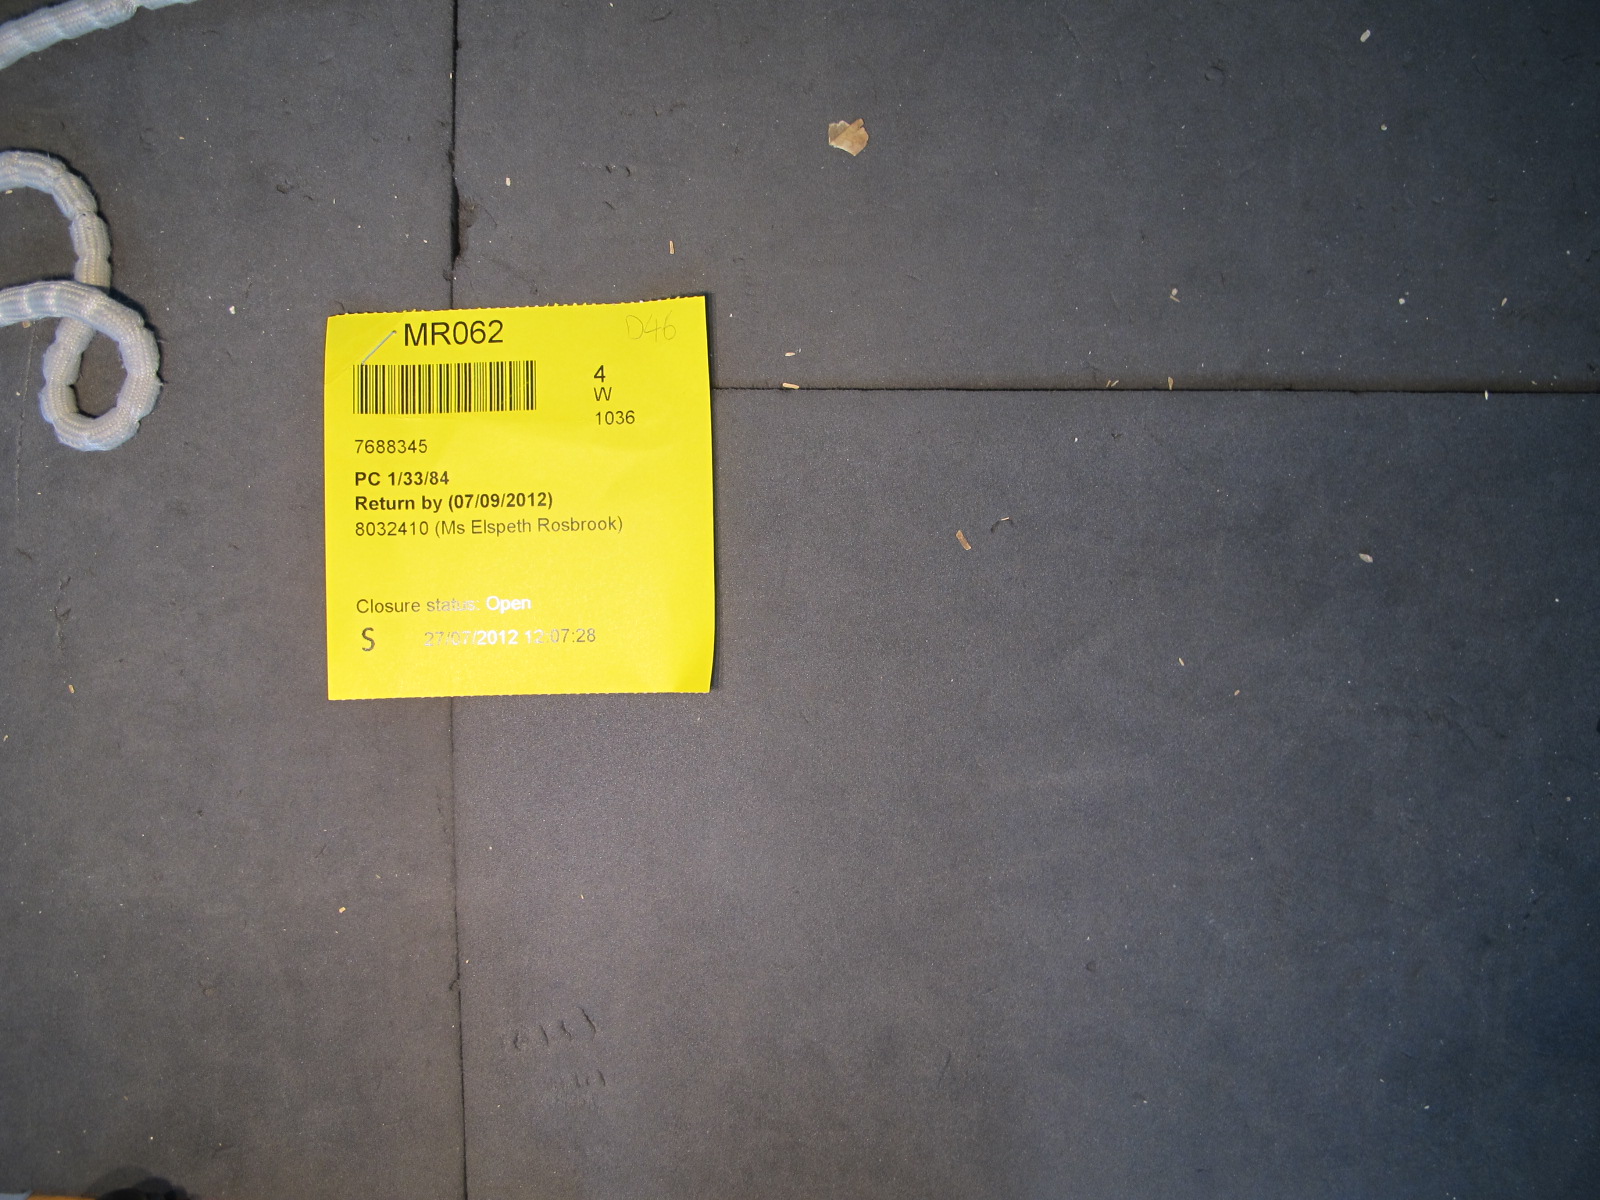 MR062
D46
4
W
1036
7688345
PC 1/33/84
Return by (07/09/2012)
8032410 (Ms Elspeth Rosbrook)
Closure status: Open
S 27/07/2012 12:07:28